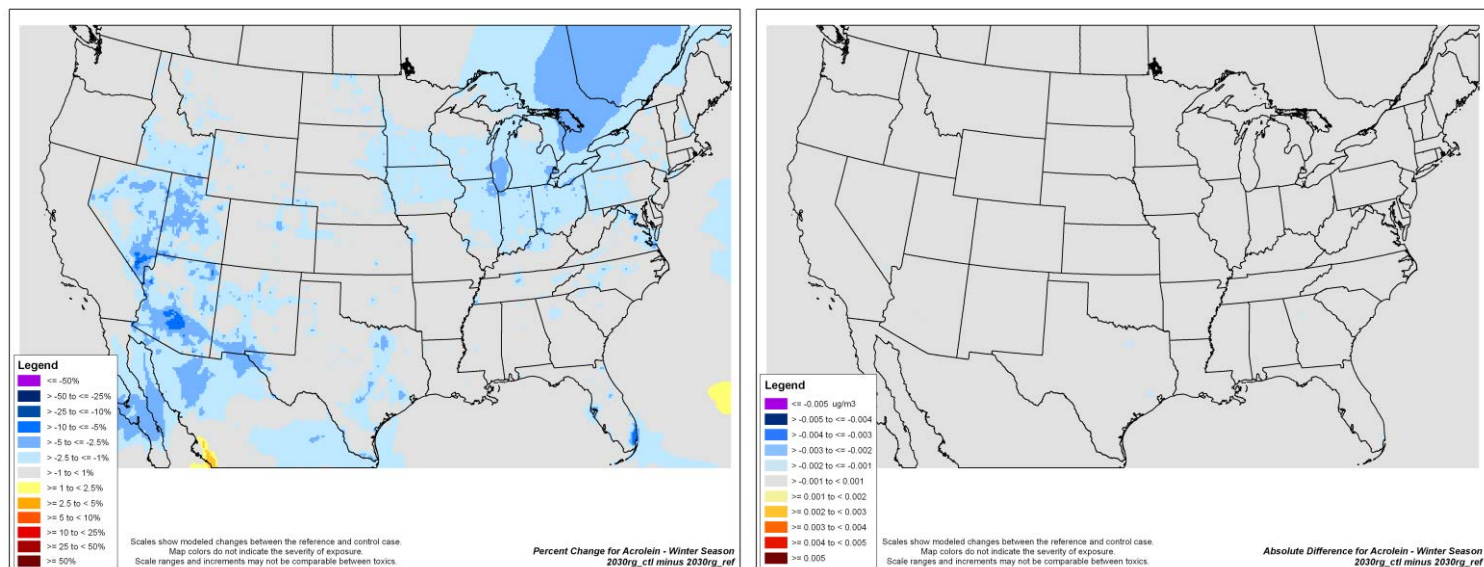 Legend
<= -50%
> -50 to <= -25%
> -25 to <= -10%
> -10 to <= -5%
> -5 to <= -2.5%
> -2.5 to <= -1%
> -1 to < 1%
>= 1 to < 2.5%
>= 2.5 to < 5%
>= 5 to < 10%
>= 10 to < 25%
>= 25 to < 50%
>= 50%
Scales show modeled changes between the reference and control case.
Map colors do not indicate the severity of exposure.
Scale ranges and increments may not be comparable between toxics.
Percent Change for Acrolein - Winter Season
2030rg_ctl minus 2030rg_ref
Legend
<= -0.005 ug/m3
> -0.005 to <= -0.004
> -0.004 to <= -0.003
> -0.003 to <= -0.002
> -0.002 to <= -0.001
> -0.001 to < 0.001
>= 0.001 to < 0.002
>= 0.002 to < 0.003
>= 0.003 to < 0.004
>= 0.004 to < 0.005
>= 0.005
Scales show modeled changes between the reference and control case.
Map colors do not indicate the severity of exposure.
Scale ranges and increments may not be comparable between toxics.
Absolute Difference for Acrolein - Winter Season
2030rg_ctl minus 2030rg_ref